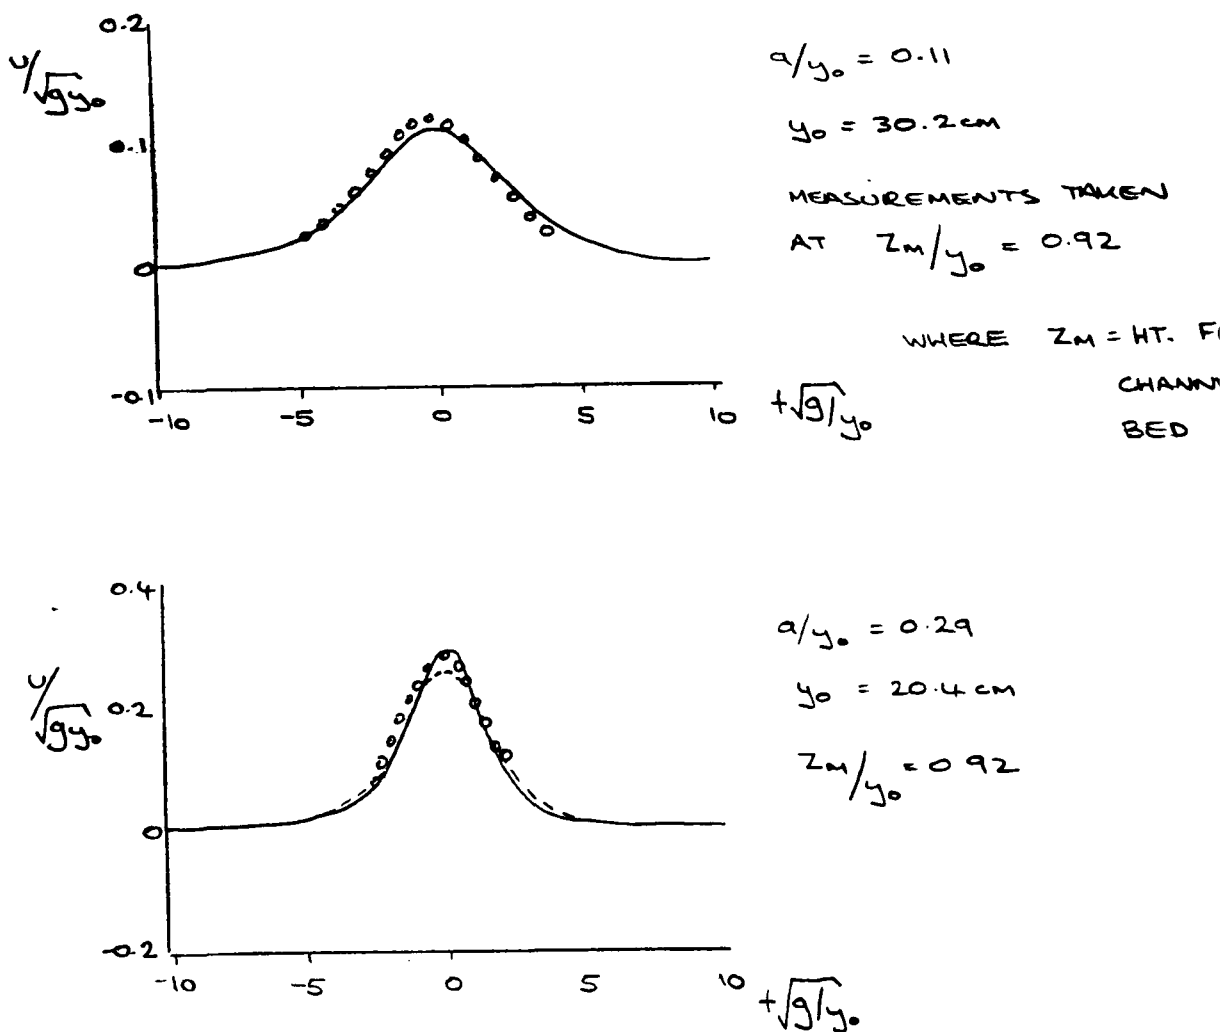 0.2
u/√gy₀
0.1
0
-0.1
-10 -5 0 5 10
t√g/y₀
a/y₀ = 0.11
y₀ = 30.2 cm
MEASUREMENTS TAKEN
AT ZM/y₀ = 0.92
WHERE ZM = HT.
BED
0.4
u/√gy₀
0.2
0
-0.2
-10 -5 0 5 10
t√g/y₀
a/y₀ = 0.29
y₀ = 20.4 cm
ZM/y₀ = 0.92